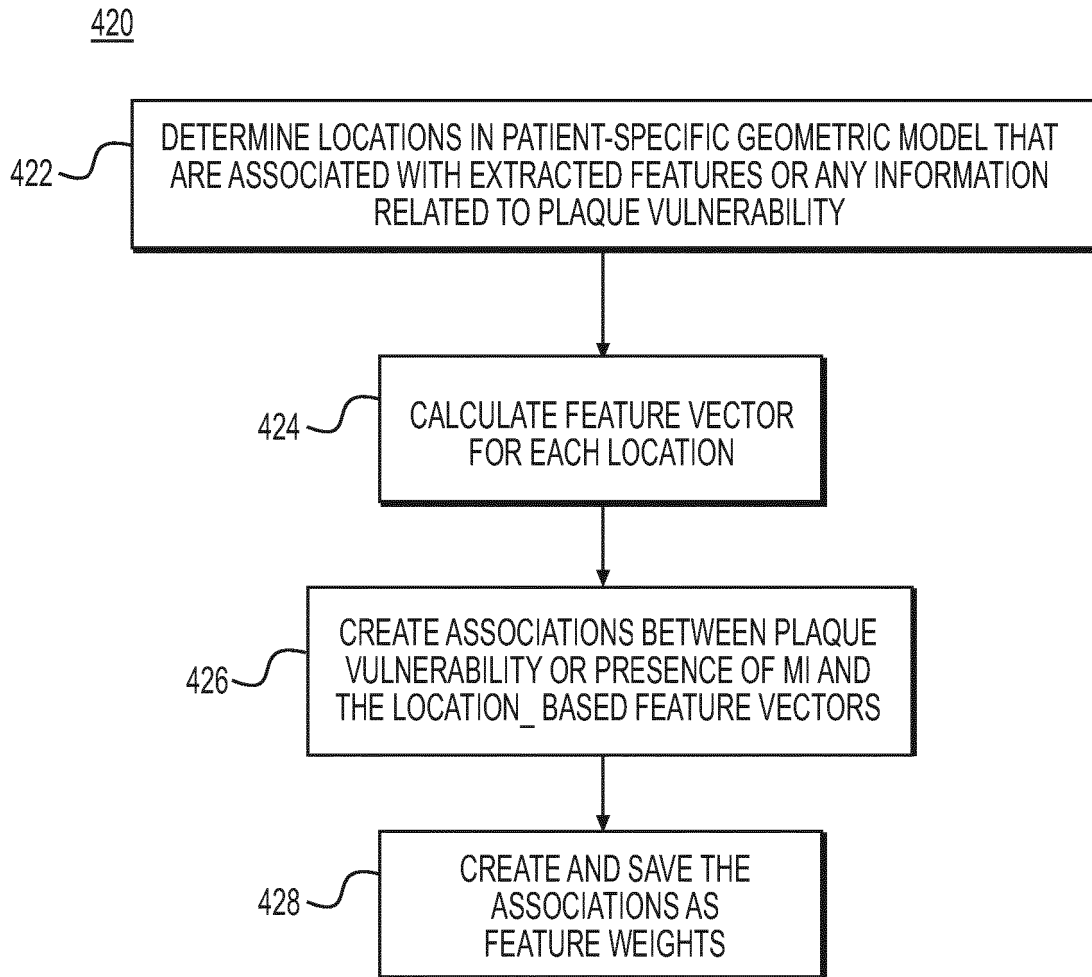 420
422
DETERMINE LOCATIONS IN PATIENT-SPECIFIC GEOMETRIC MODEL THAT
ARE ASSOCIATED WITH EXTRACTED FEATURES OR ANY INFORMATION
RELATED TO PLAQUE VULNERABILITY
424
CALCULATE FEATURE VECTOR
FOR EACH LOCATION
426
CREATE ASSOCIATIONS BETWEEN PLAQUE
VULNERABILITY OR PRESENCE OF MI AND
THE LOCATION_ BASED FEATURE VECTORS
428
CREATE AND SAVE THE
ASSOCIATIONS AS
FEATURE WEIGHTS